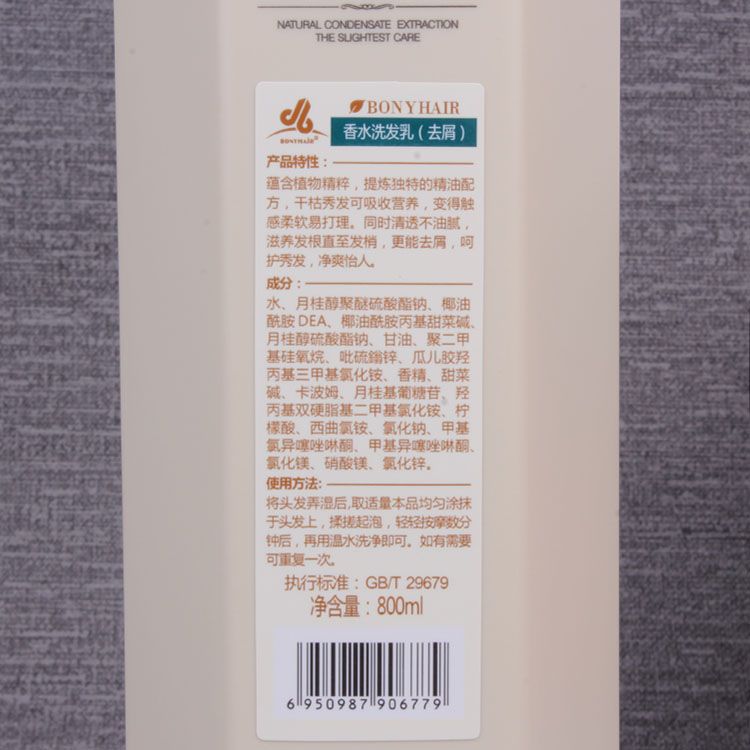 NATURAL CONDENSATE EXTRACTION
THE SLIGHTEST CARE
BONYHAIR
BONYHAIR
香水洗发乳（去屑）
产品特性：
蕴含植物精粹，提炼独特的精油配
方，干枯秀发可吸收营养，变得触
感柔软易打理。同时清透不油腻，
滋养发根直至发梢，更能去屑，呵
护秀发，净爽怡人。
成分：
水、月桂醇聚醚硫酸酯钠、椰油
酰胺DEA、椰油酰胺丙基甜菜碱、
月桂醇硫酸酯钠、甘油、聚二甲
基硅氧烷、吡硫鎓锌、瓜儿胶羟
丙基三甲基氯化铵、香精、甜菜
碱、卡波姆、月桂基葡糖苷、羟
丙基双硬脂基二甲基氯化铵、柠
檬酸、西曲氯铵、氯化钠、甲基
氯异噻唑啉酮、甲基异噻唑啉酮、
氯化镁、硝酸镁、氯化锌。
使用方法:
将头发弄湿后,取适量本品均匀涂抹
于头发上，揉搓起泡，轻轻按摩数分
钟后，再用温水洗净即可。如有需要
可重复一次。
执行标准：GB/T 29679
净含量：800ml
6 950987 906779